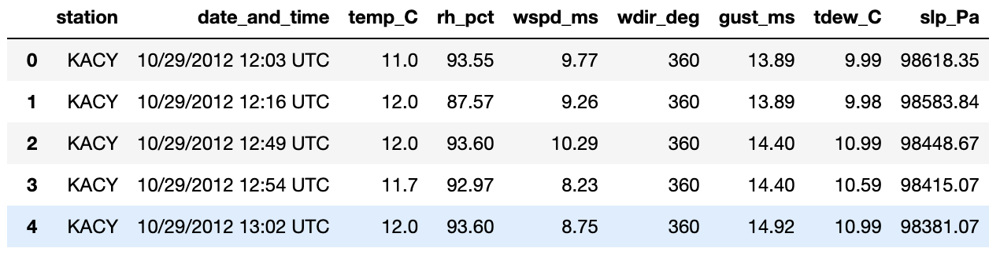 station date_and_time temp_C rh_pct wspd_ms wdir_deg gust_ms tdew_C slp_Pa
0 KACY 10/29/2012 12:03 UTC 11.0 93.55 9.77 360 13.89 9.99 98618.35
1 KACY 10/29/2012 12:16 UTC 12.0 87.57 9.26 360 13.89 9.98 98583.84
2 KACY 10/29/2012 12:49 UTC 12.0 93.60 10.29 360 14.40 10.99 98448.67
3 KACY 10/29/2012 12:54 UTC 11.7 92.97 8.23 360 14.40 10.59 98415.07
4 KACY 10/29/2012 13:02 UTC 12.0 93.60 8.75 360 14.92 10.99 98381.07